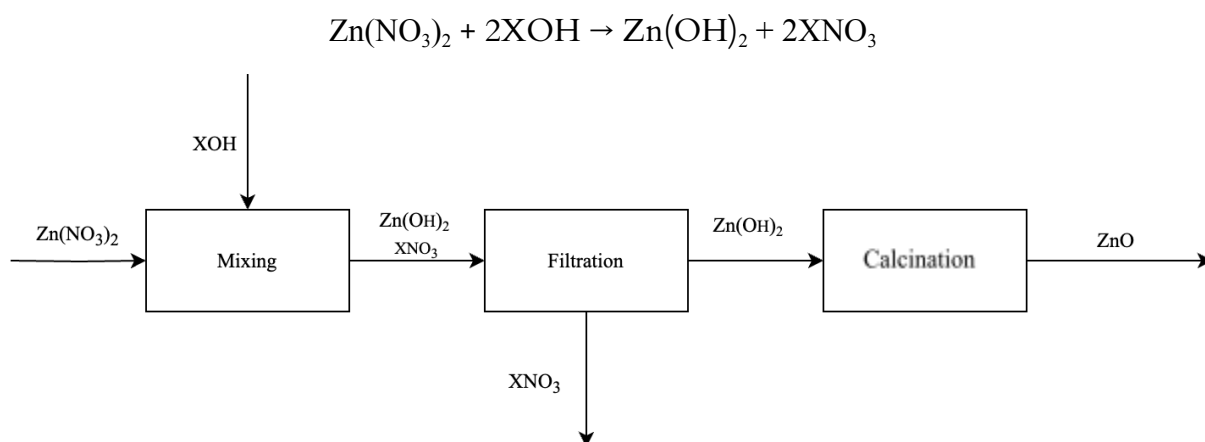 Zn(NO₃)₂ + 2XOH → Zn(OH)₂ + 2XNO₃
XOH
Zn(NO₃)₂
Mixing
Zn(OH)₂
XNO₃
Filtration
Zn(OH)₂
Calcination
ZnO
XNO₃